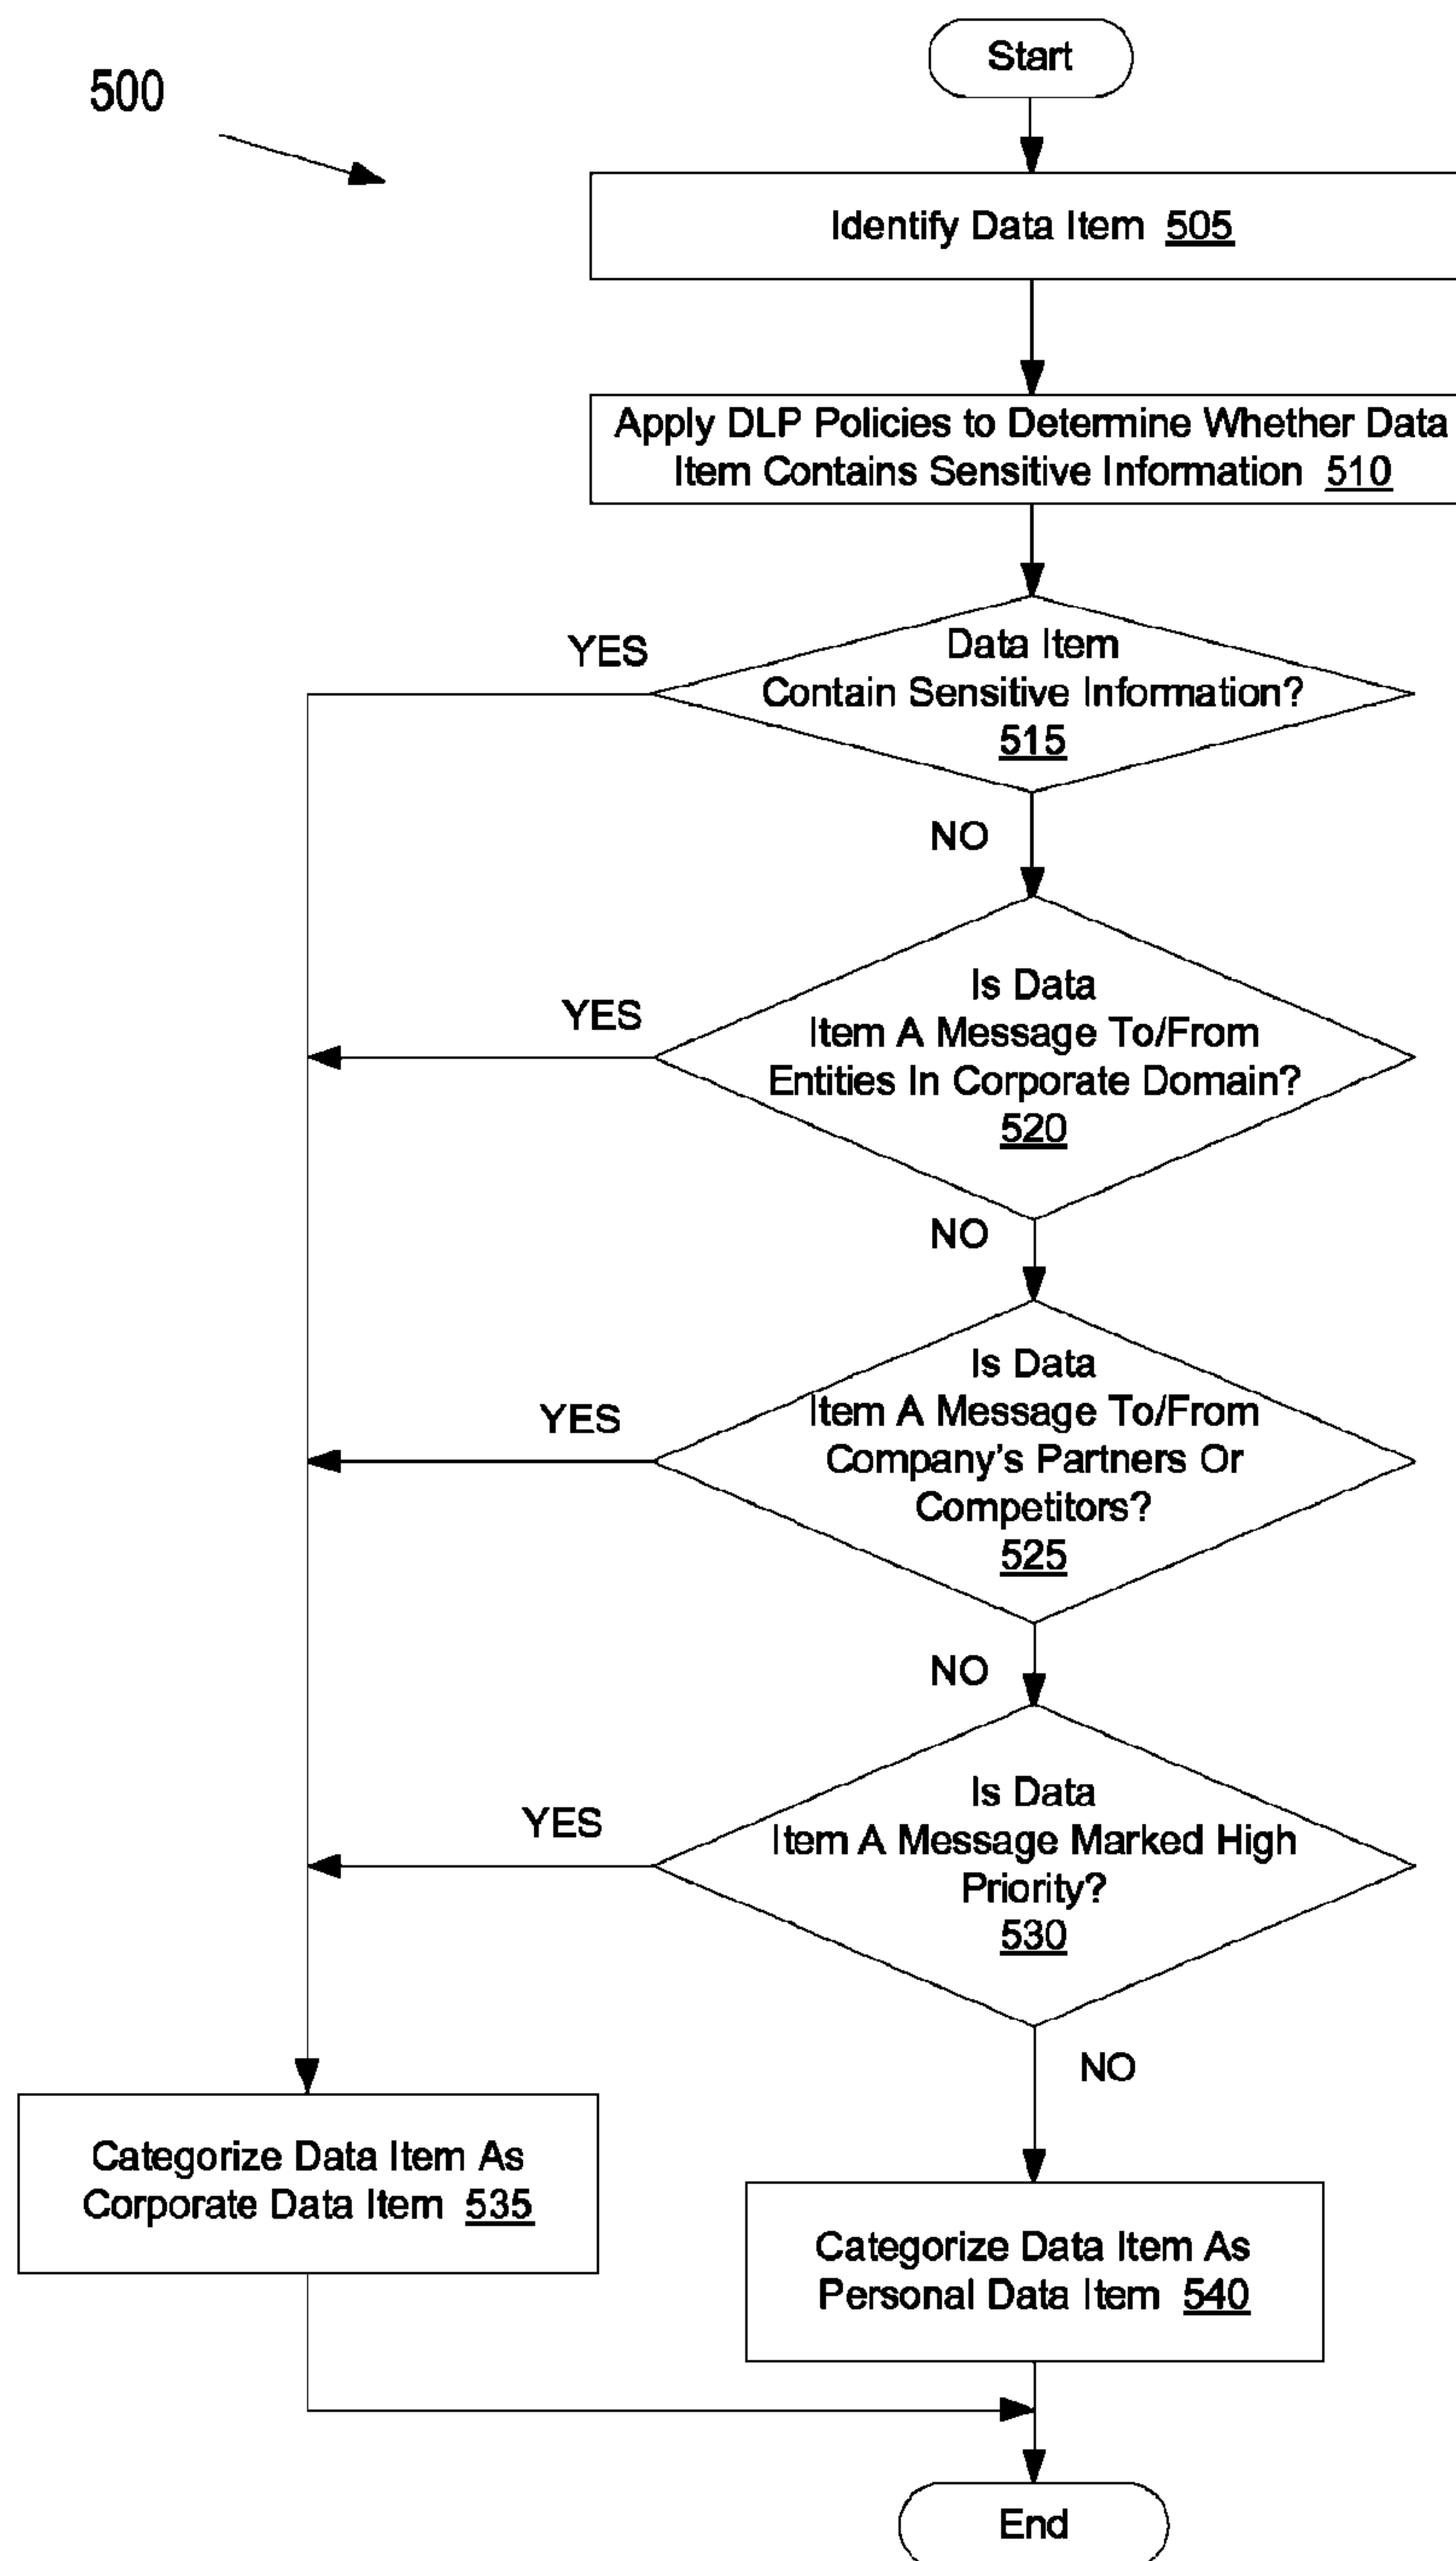 500
Start
Identify Data Item 505
Apply DLP Policies to Determine Whether Data
Item Contains Sensitive Information 510
Data Item
Contain Sensitive Information?
515
YES
NO
Is Data
Item A Message To/From
Entities In Corporate Domain?
520
YES
NO
Is Data
Item A Message To/From
Company's Partners Or
Competitors?
525
YES
NO
Is Data
Item A Message Marked High
Priority?
530
YES
NO
Categorize Data Item As
Corporate Data Item 535
Categorize Data Item As
Personal Data Item 540
End